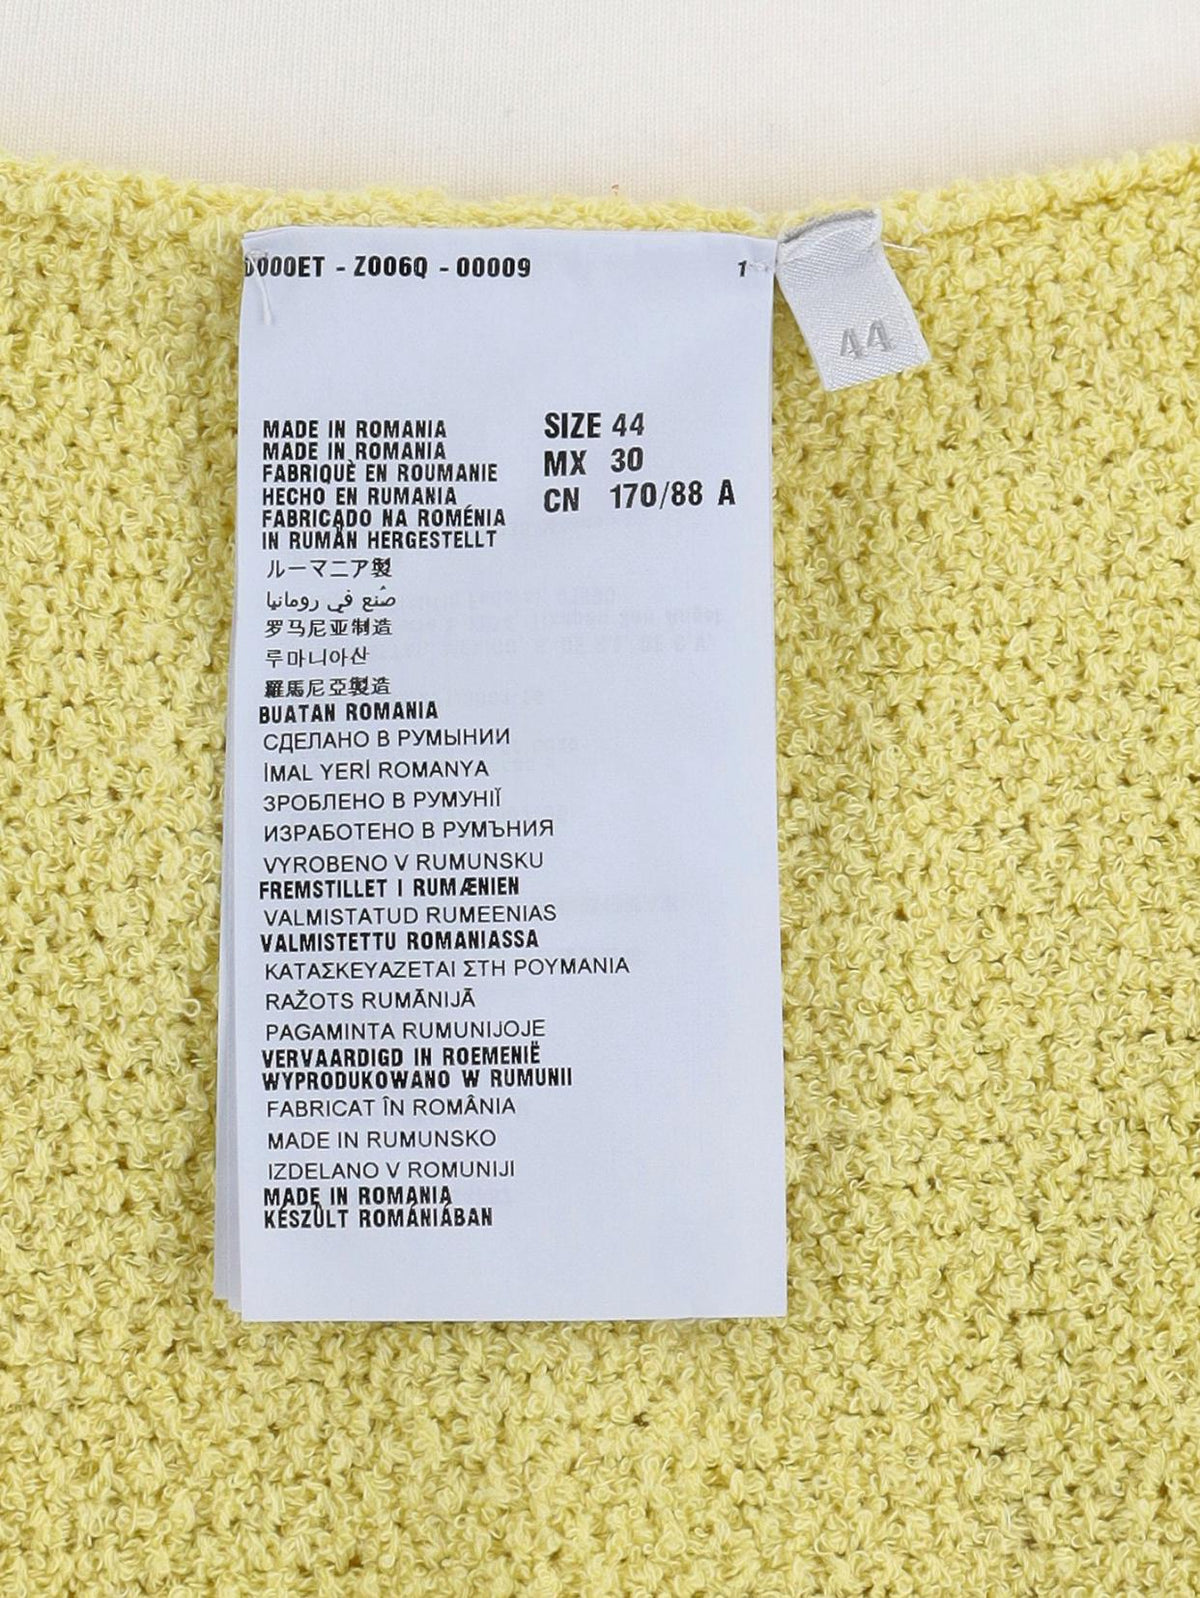 D000ET - Z006Q - 00009 1
44
MADE IN ROMANIA
MADE IN ROMANIA
FABRIQUÈ EN ROUMANIE
HECHO EN RUMANIA
FABRICADO NA ROMÉNIA
IN RUMÄN HERGESTELLT
ルーマニア製
صُنع في رومانيا
罗马尼亚制造
루마니아산
羅馬尼亞製造
BUATAN ROMANIA
СДЕЛАНО В РУМЫНИИ
İMAL YERİ ROMANYA
ЗРОБЛЕНО В РУМУНІЇ
ИЗРАБОТЕНО В РУМЪНИЯ
VYROBENO V RUMUNSKU
FREMSTILLET I RUMÆNIEN
VALMISTATUD RUMEENIAS
VALMISTETTU ROMANIASSA
ΚΑΤΑΣΚΕΥΑΖΕΤΑΙ ΣΤΗ ΡΟΥΜΑΝΙΑ
RAŽOTS RUMĀNIJĀ
PAGAMINTA RUMUNIJOJE
VERVAARDIGD IN ROEMENIË
WYPRODUKOWANO W RUMUNII
FABRICAT ÎN ROMÂNIA
MADE IN RUMUNSKO
IZDELANO V ROMUNIJI
MADE IN ROMANIA
KÉSZÜLT ROMÁNIÁBAN
SIZE 44
MX 30
CN 170/88 A